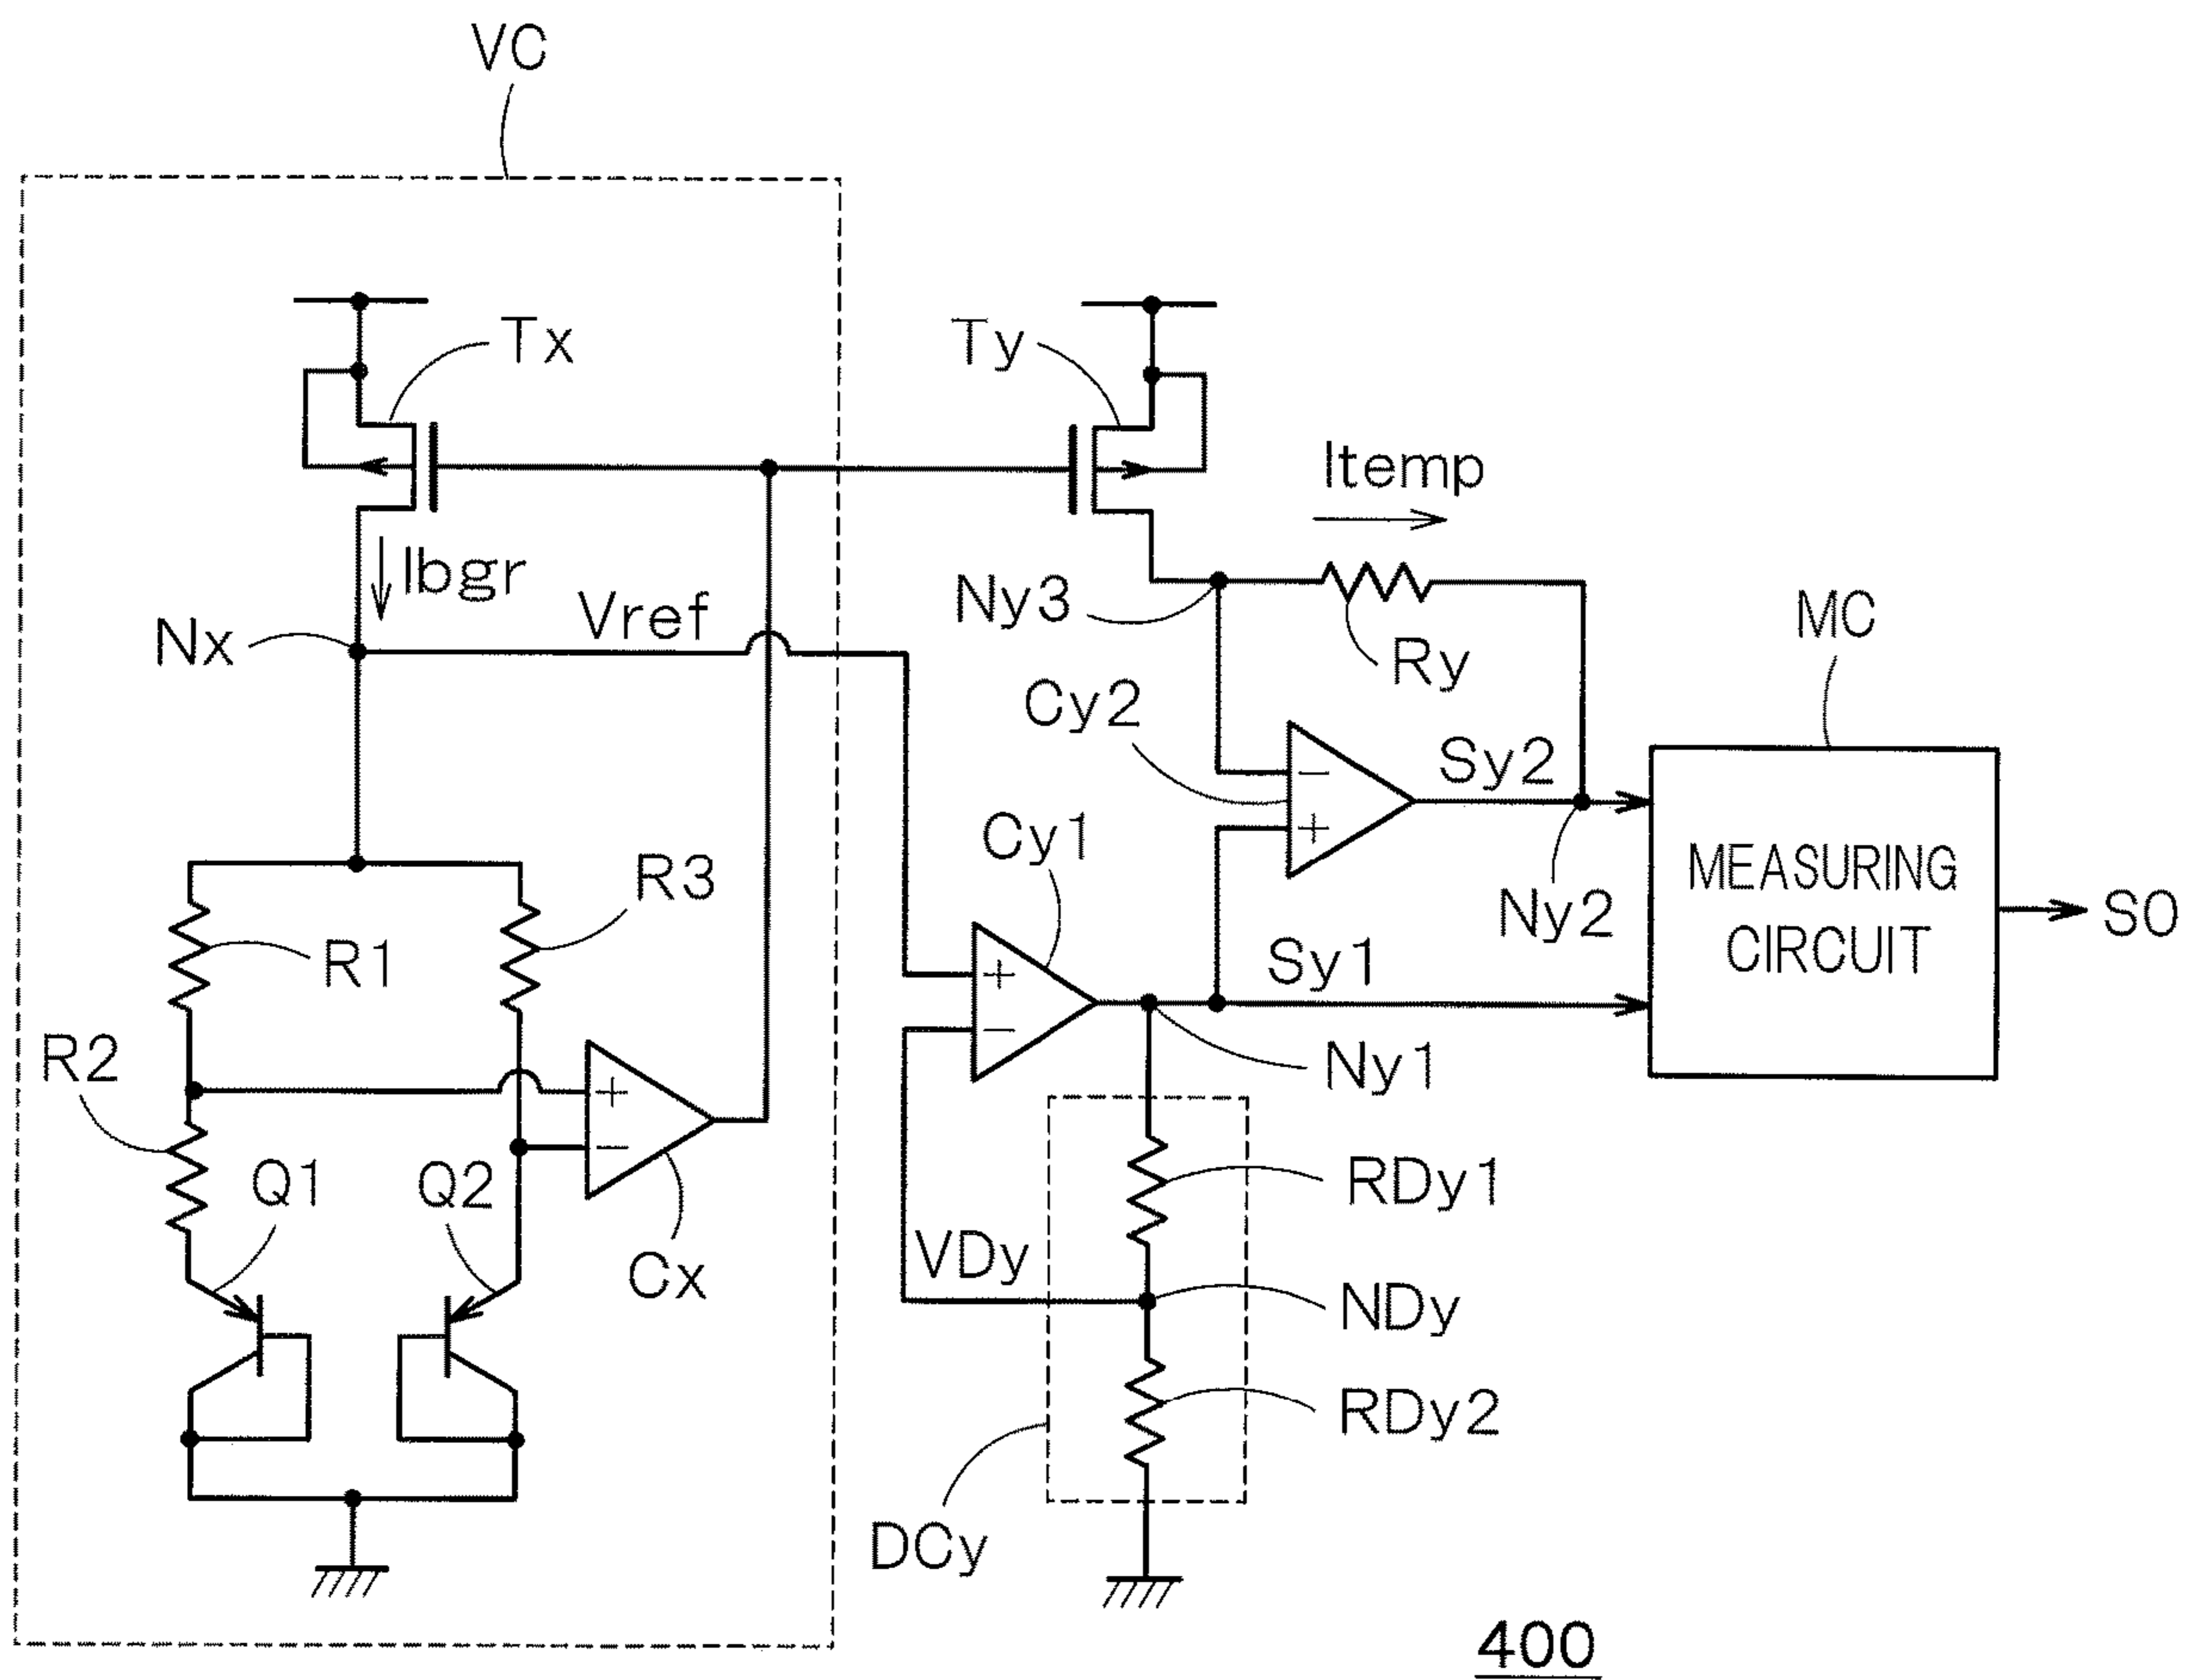 VC
Tx
Ty
Itemp
Ibgr
Vref
Nx
Ny3
Ry
MC
Cy2
Sy2
Cy1
R3
R1
MEASURING
CIRCUIT
Ny2
SO
Sy1
+
−
+
−
Ny1
R2
+
−
Q1
Q2
RDy1
VDy
Cx
NDy
RDy2
DCy
400